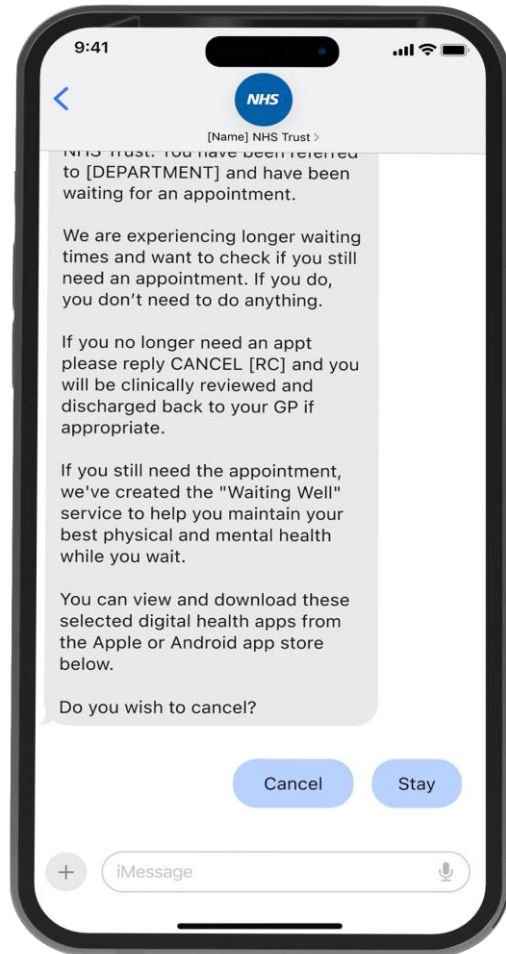 9:41
NHS
[Name] NHS Trust >
NHS Trust. You have been referred
to [DEPARTMENT] and have been
waiting for an appointment.
We are experiencing longer waiting
times and want to check if you still
need an appointment. If you do,
you don’t need to do anything.
If you no longer need an appt
please reply CANCEL [RC] and you
will be clinically reviewed and
discharged back to your GP if
appropriate.
If you still need the appointment,
we've created the "Waiting Well"
service to help you maintain your
best physical and mental health
while you wait.
You can view and download these
selected digital health apps from
the Apple or Android app store
below.
Do you wish to cancel?
Cancel Stay
iMessage